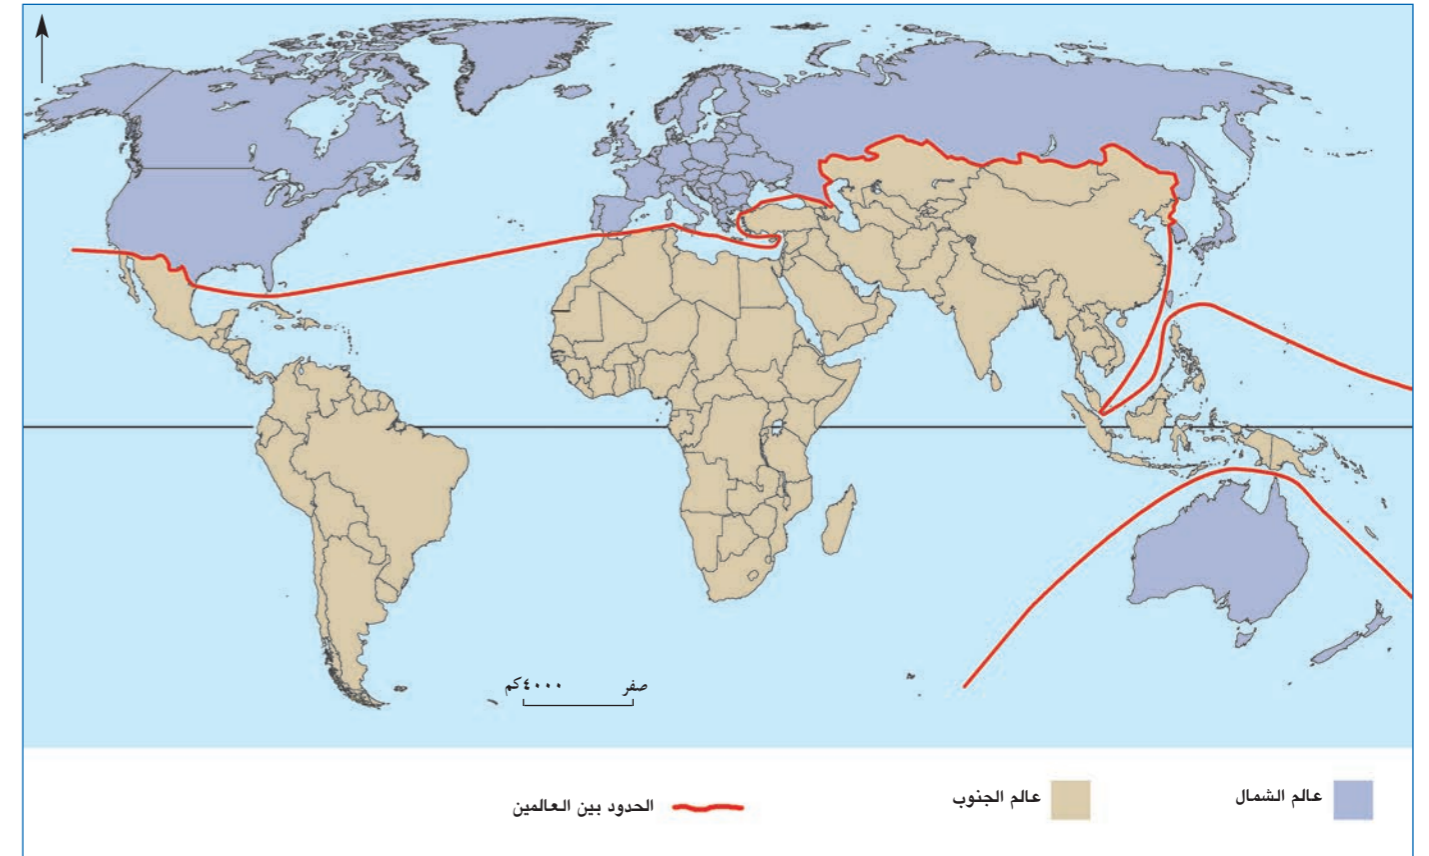 صفر ٤٠٠٠كم
عالم الشمال
عالم الجنوب
الحدود بين العالمين